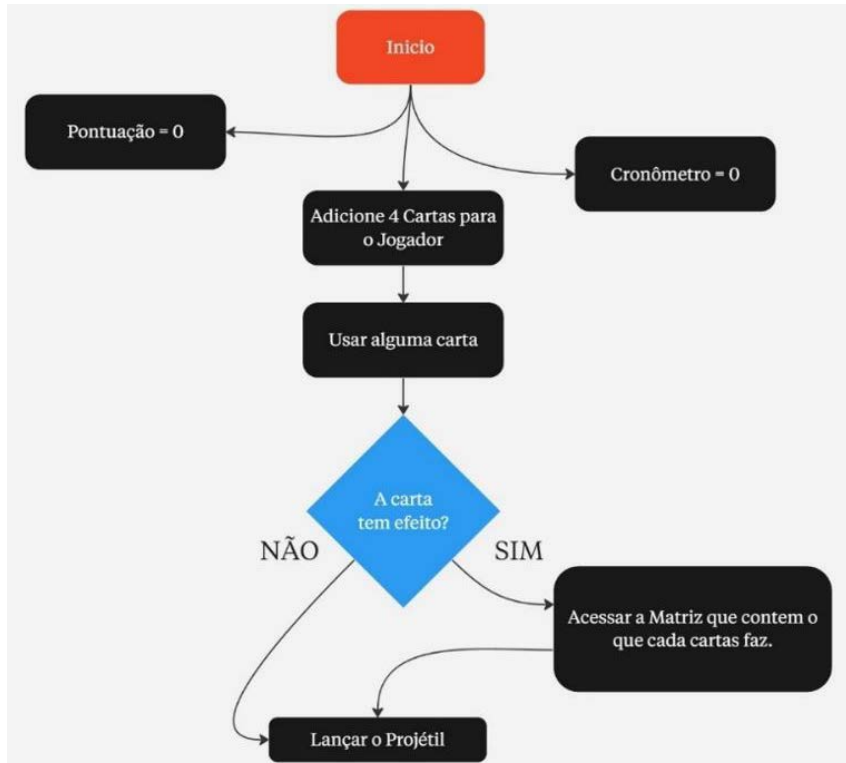 Inicio
Pontuação = 0
Cronômetro = 0
Adicione 4 Cartas para
o Jogador
Usar alguma carta
A carta
tem efeito?
NÃO
SIM
Acessar a Matriz que contem o
que cada cartas faz.
Lançar o Projétil